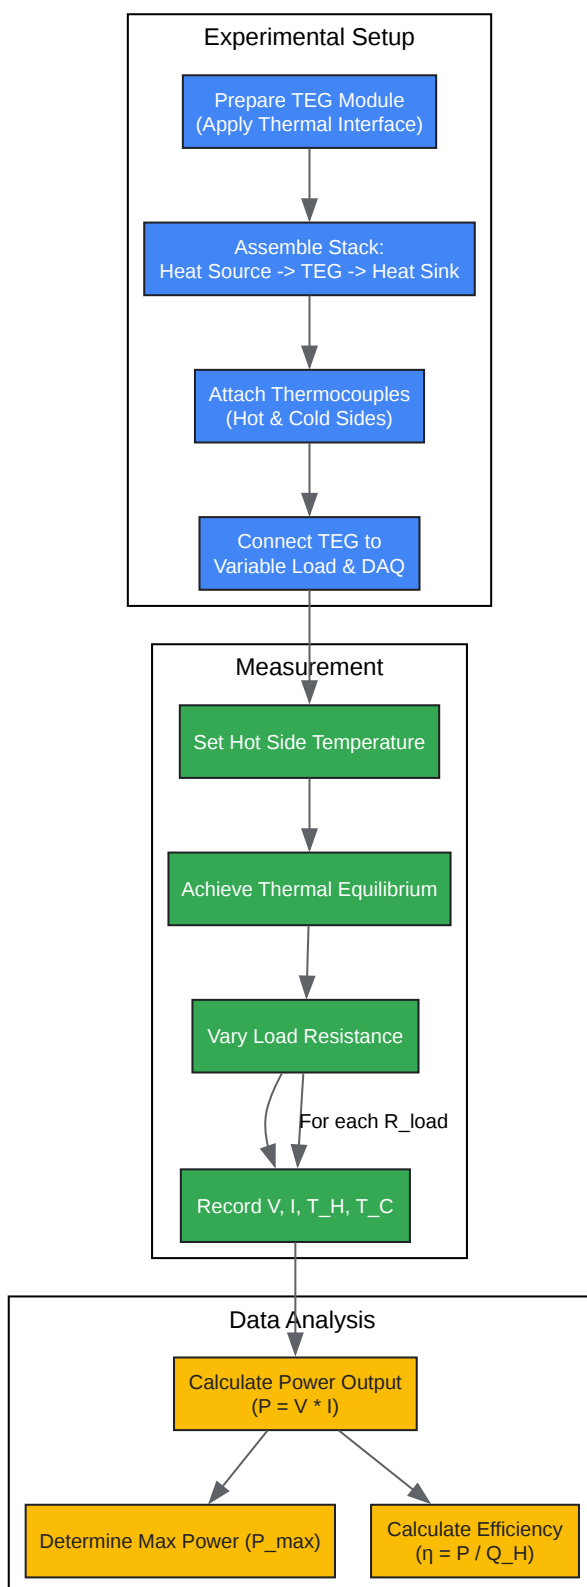 Experimental Setup
Prepare TEG Module
(Apply Thermal Interface)
Assemble Stack:
Heat Source -> TEG -> Heat Sink
Attach Thermocouples
(Hot & Cold Sides)
Connect TEG to
Variable Load & DAQ
Measurement
Set Hot Side Temperature
Achieve Thermal Equilibrium
Vary Load Resistance
For each R_load
Record V, I, T_H, T_C
Data Analysis
Calculate Power Output
(P = V * I)
Determine Max Power (P_max)
Calculate Efficiency
(η = P / Q_H)